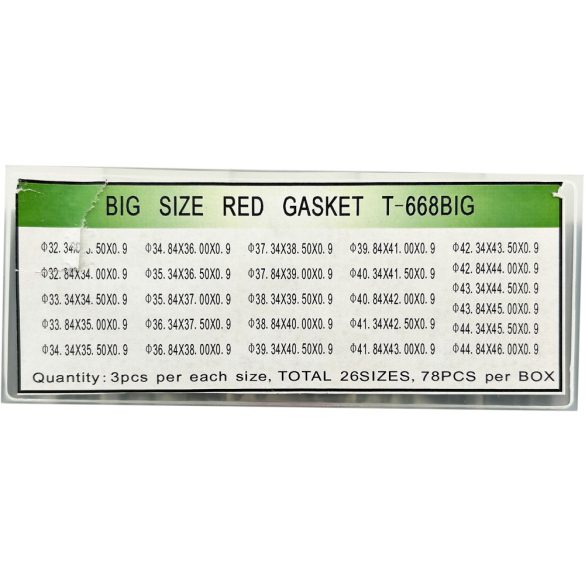 BIG SIZE RED GASKET T-668BIG
Φ32.34 .50X0.9 Φ34.84X36.00X0.9 Φ37.34X38.50X0.9 Φ39.84X41.00X0.9 Φ42.34X43.50X0.9
Φ32.84X34.00X0.9 Φ35.34X36.50X0.9 Φ37.84X39.00X0.9 Φ40.34X41.50X0.9 Φ42.84X44.00X0.9
Φ43.34X44.50X0.9
Φ33.34X34.50X0.9 Φ35.84X37.00X0.9 Φ38.34X39.50X0.9 Φ40.84X42.00X0.9 Φ43.84X45.00X0.9
Φ33.84X35.00X0.9 Φ36.34X37.50X0.9 Φ38.84X40.00X0.9 Φ41.34X42.50X0.9 Φ44.34X45.50X0.9
Φ34.34X35.50X0.9 Φ36.84X38.00X0.9 Φ39.34X40.50X0.9 Φ41.84X43.00X0.9 Φ44.84X46.00X0.9
Quantity:3pcs per each size, TOTAL 26SIZES, 78PCS per BOX